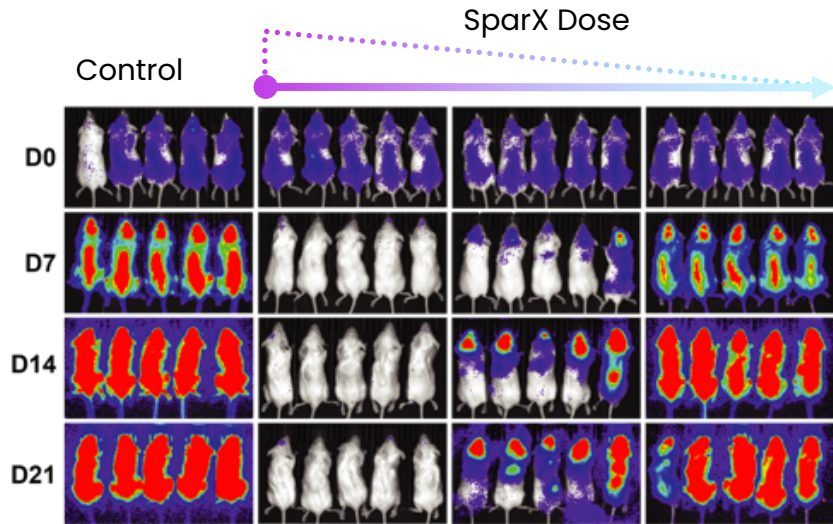 SparX Dose
Control
D0
D7
D14
D21